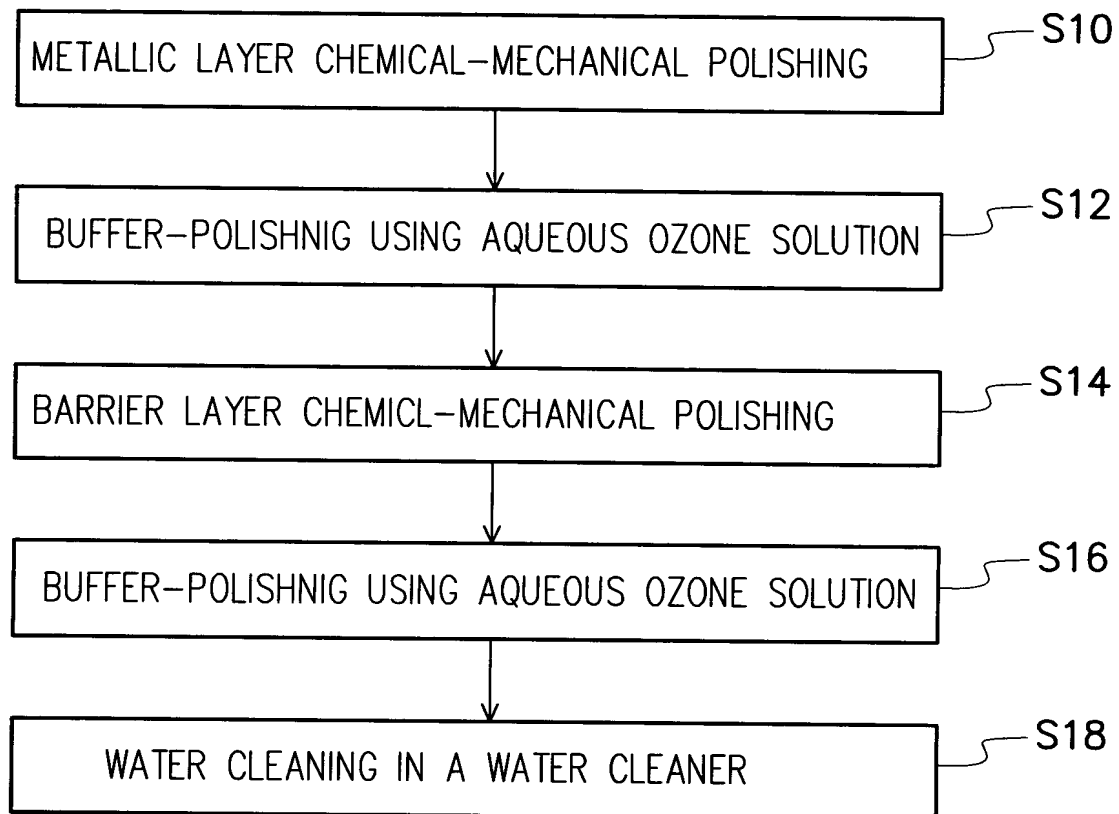 METALLIC LAYER CHEMICAL-MECHANICAL POLISHING
S10
BUFFER-POLISHNIG USING AQUEOUS OZONE SOLUTION
S12
BARRIER LAYER CHEMICL-MECHANICAL POLISHING
S14
BUFFER-POLISHNIG USING AQUEOUS OZONE SOLUTION
S16
WATER CLEANING IN A WATER CLEANER
S18